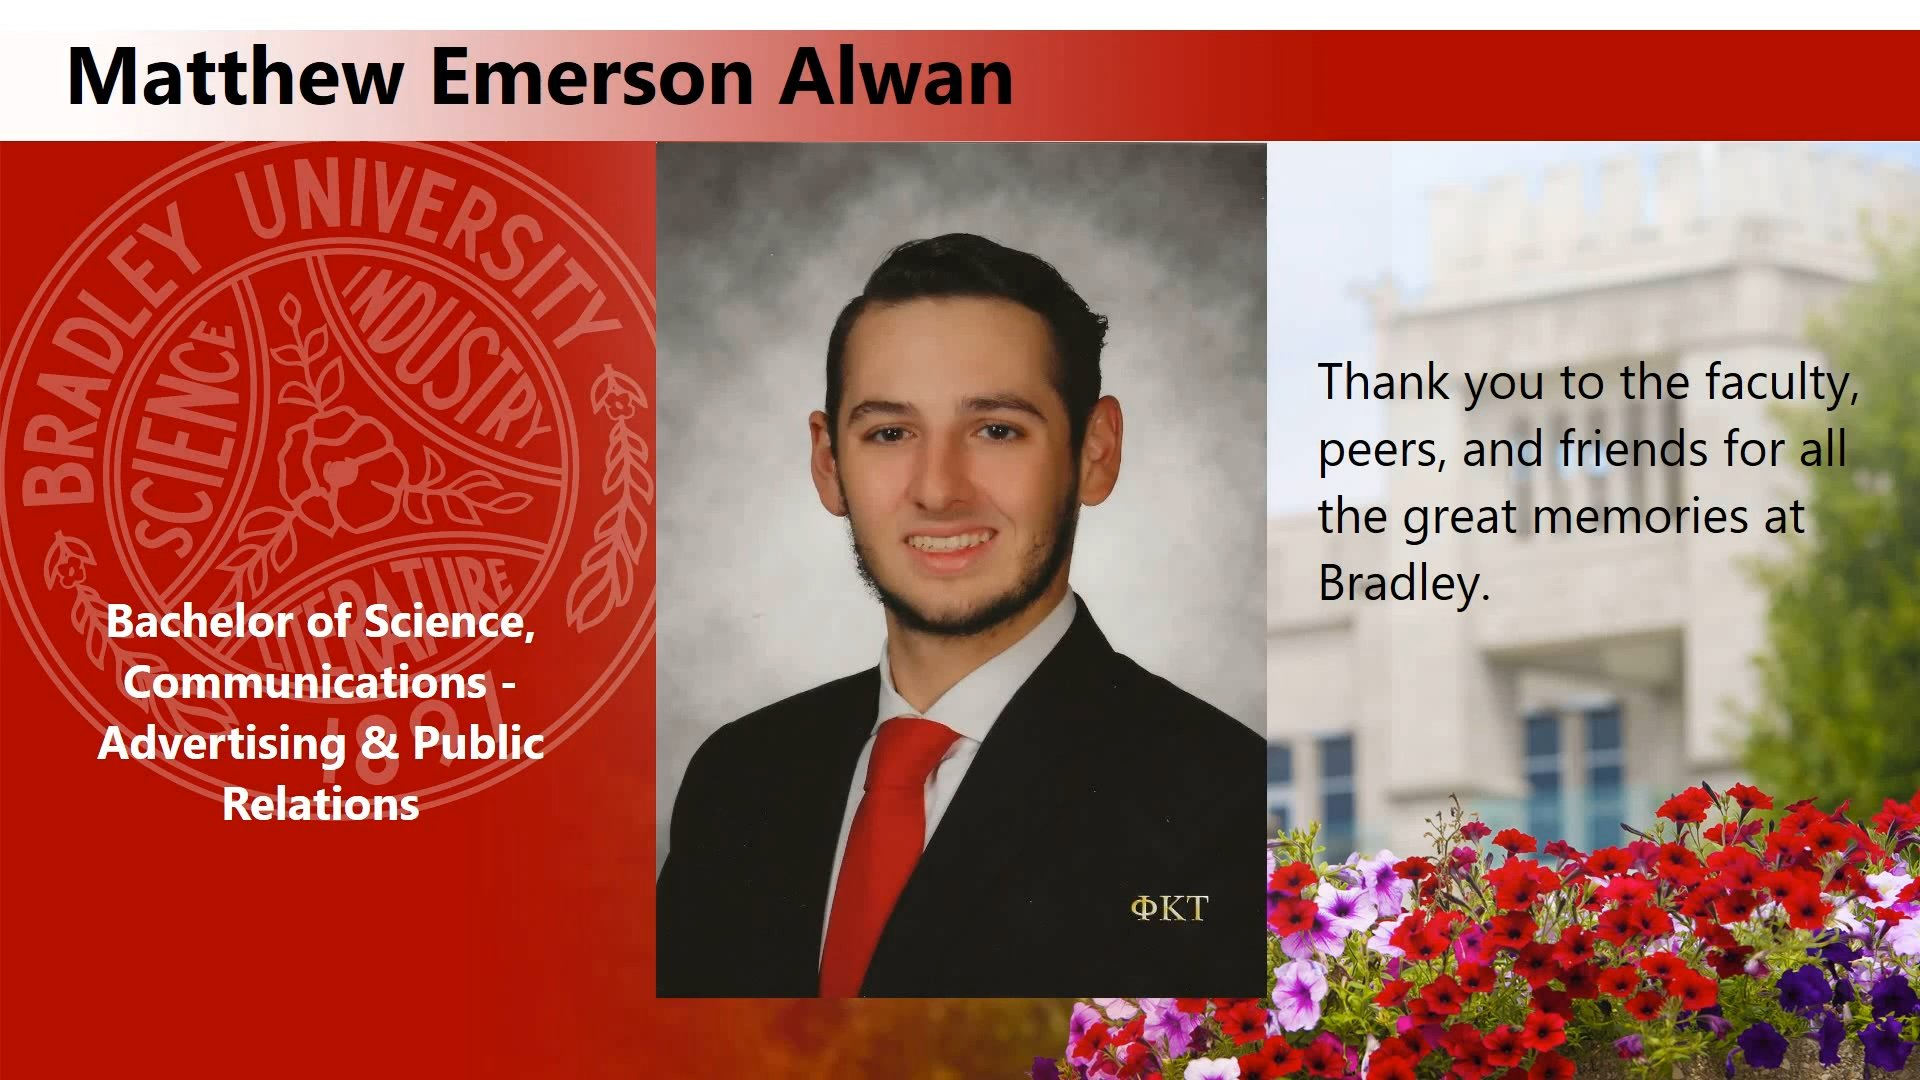 Matthew Emerson Alwan
BRADLEY UNIVERSITY
SCIENCE
INDUSTRY
LITERATURE
1897
Bachelor of Science,
Communications -
Advertising & Public
Relations
ΦΚΤ
Thank you to the faculty,
peers, and friends for all
the great memories at
Bradley.